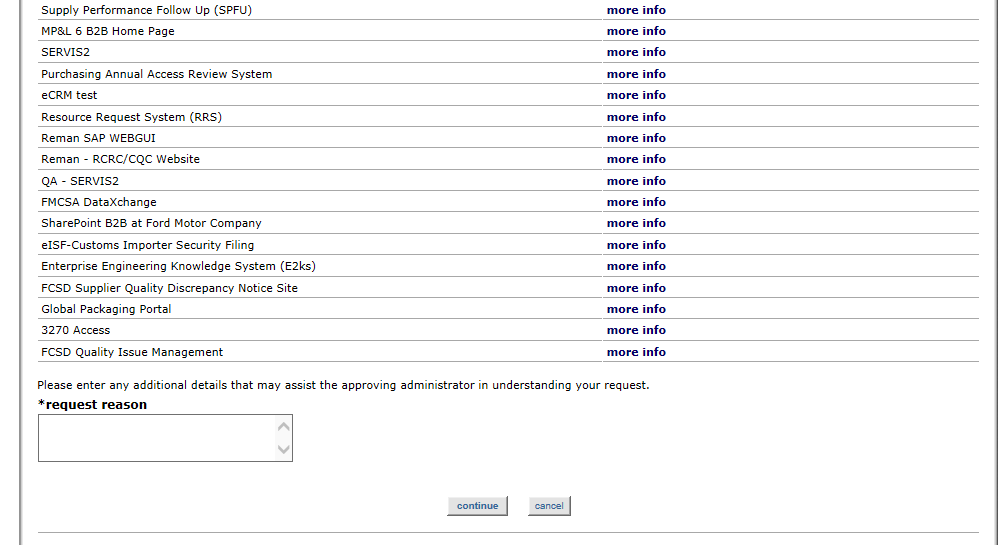 Supply Performance Follow Up (SPFU) more info
MP&L 6 B2B Home Page more info
SERVIS2 more info
Purchasing Annual Access Review System more info
eCRM test more info
Resource Request System (RRS) more info
Reman SAP WEBGUI more info
Reman - RCRC/CQC Website more info
QA - SERVIS2 more info
FMCSA DataXchange more info
SharePoint B2B at Ford Motor Company more info
eISF-Customs Importer Security Filing more info
Enterprise Engineering Knowledge System (E2ks) more info
FCSD Supplier Quality Discrepancy Notice Site more info
Global Packaging Portal more info
3270 Access more info
FCSD Quality Issue Management more info
Please enter any additional details that may assist the approving administrator in understanding your request.
*request reason
continue cancel